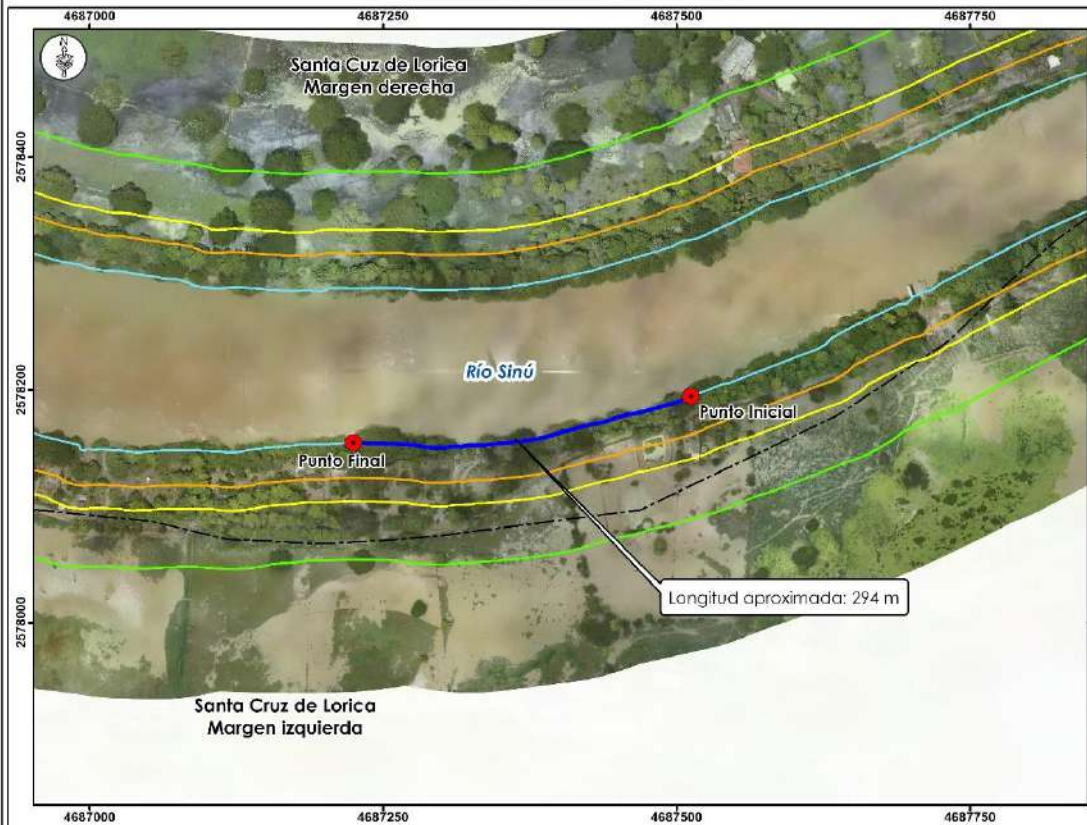 4687000 4687250 4687500 4687750
N
Santa Cuz de Lorica
Margen derecha
2578400
Río Sinú
2578200
Punto Inicial
Punto Final
Longitud aproximada: 294 m
2578000
Santa Cruz de Lorica
Margen izquierda
4687000 4687250 4687500 4687750